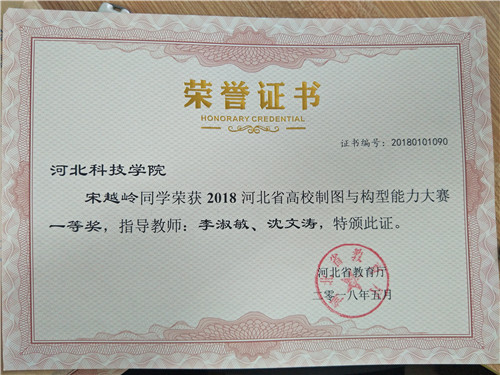 荣誉证书
HONORARY CREDENTIAL
证书编号：20180101090
河北科技学院
宋越岭同学荣获 2018 河北省高校制图与构型能力大赛
一等奖，指导教师：李淑敏、沈文涛，特颁此证。
河北省教育厅
二零一八年五月